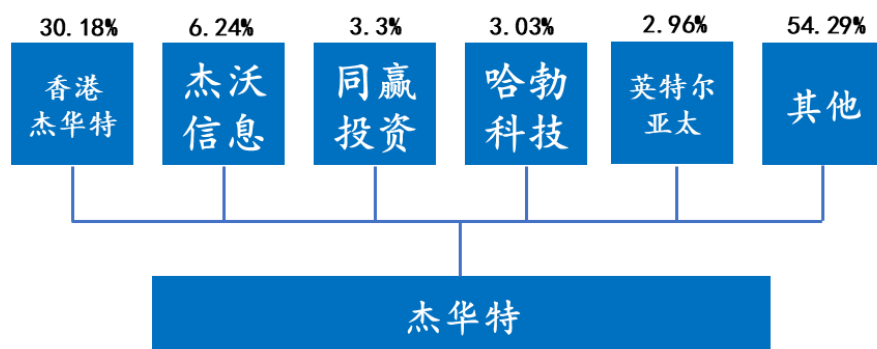 30.18% 6.24% 3.3% 3.03% 2.96% 54.29%
香港
杰华特
杰沃
信息
同赢
投资
哈勃
科技
英特尔
亚太
其他
杰华特